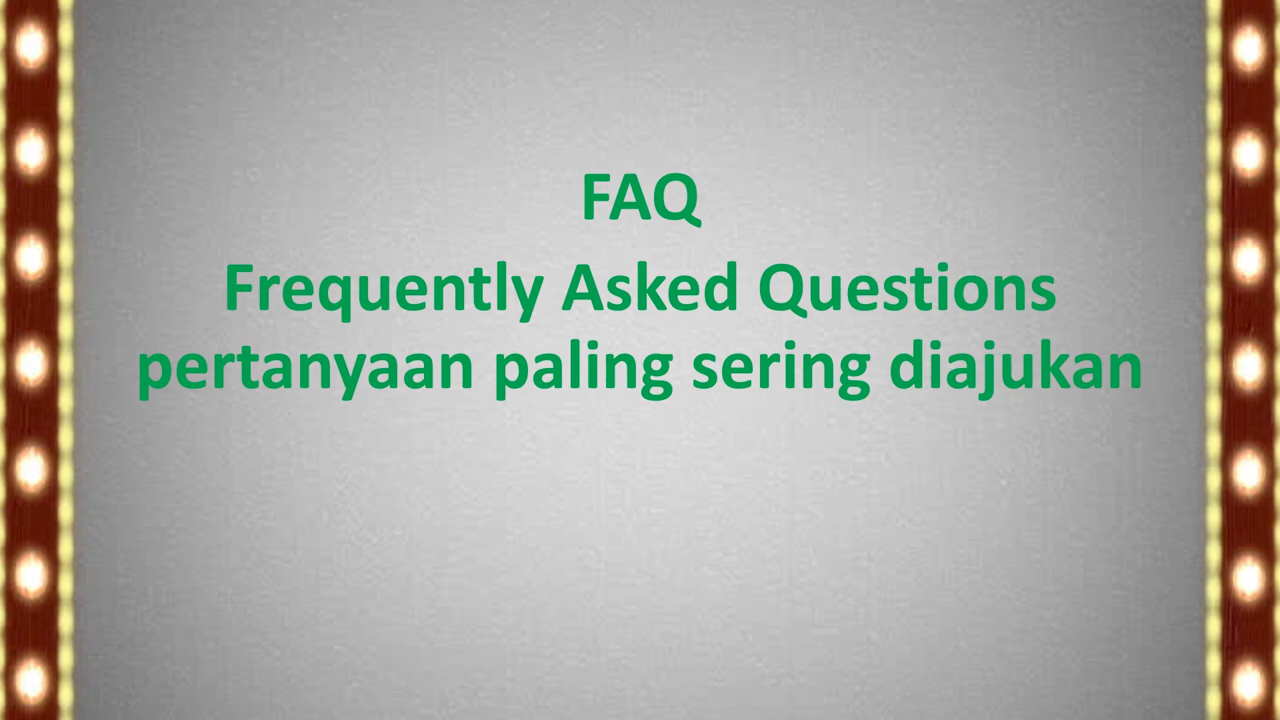 FAQ
Frequently Asked Questions
pertanyaan paling sering diajukan